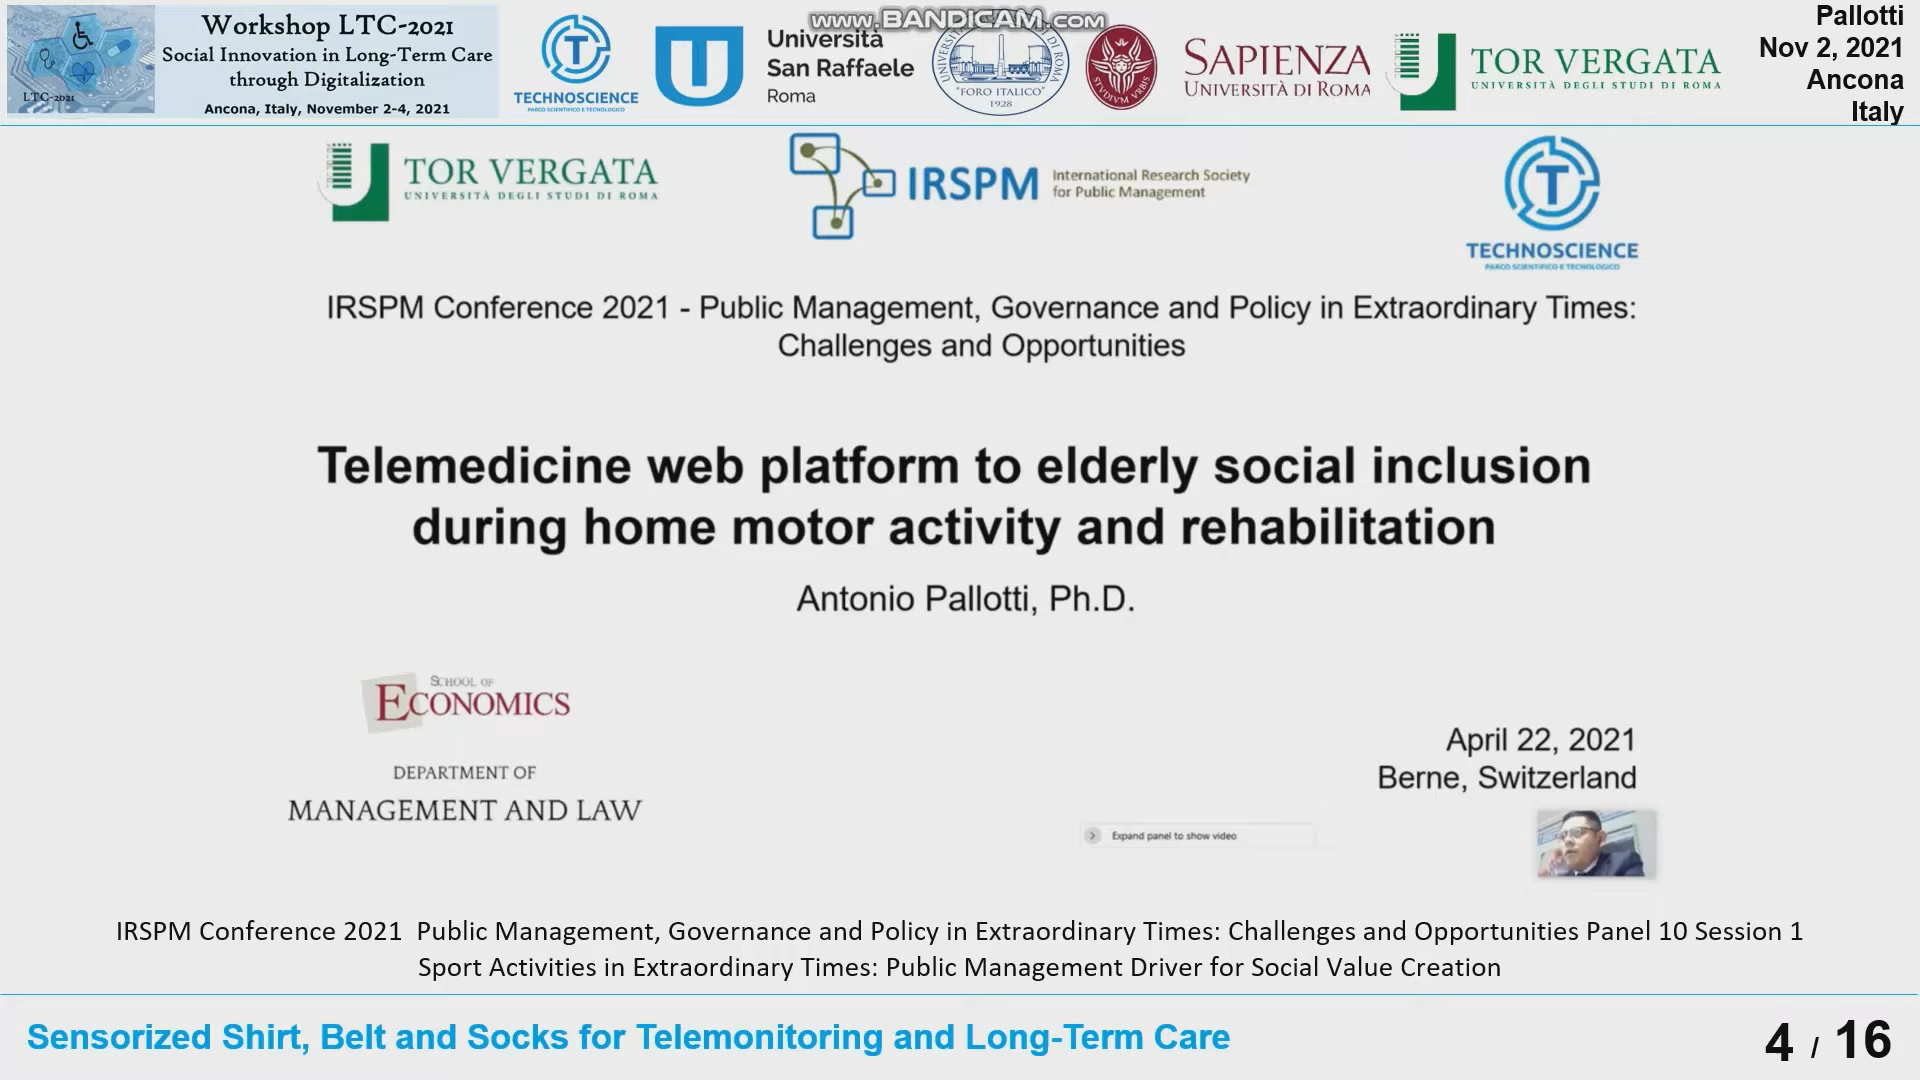 www.BANDICAM.com
Workshop LTC-2021
Social Innovation in Long-Term Care
through Digitalization
Ancona, Italy, November 2-4, 2021
LTC-2021
TECHNOSCIENCE
PARCO SCIENTIFICO E TECNOLOGICO
Università
San Raffaele
Roma
"FORO ITALICO"
1928
STUDIUM URBIS
SAPIENZA
UNIVERSITÀ DI ROMA
TOR VERGATA
UNIVERSITÀ DEGLI STUDI DI ROMA
Pallotti
Nov 2, 2021
Ancona
Italy
TOR VERGATA
UNIVERSITÀ DEGLI STUDI DI ROMA
IRSPM
International Research Society
for Public Management
TECHNOSCIENCE
PARCO SCIENTIFICO E TECNOLOGICO
IRSPM Conference 2021 - Public Management, Governance and Policy in Extraordinary Times:
Challenges and Opportunities
Telemedicine web platform to elderly social inclusion
during home motor activity and rehabilitation
Antonio Pallotti, Ph.D.
SCHOOL OF
ECONOMICS
DEPARTMENT OF
MANAGEMENT AND LAW
April 22, 2021
Berne, Switzerland
Expand panel to show video
IRSPM Conference 2021 Public Management, Governance and Policy in Extraordinary Times: Challenges and Opportunities Panel 10 Session 1
Sport Activities in Extraordinary Times: Public Management Driver for Social Value Creation
Sensorized Shirt, Belt and Socks for Telemonitoring and Long-Term Care
4 / 16